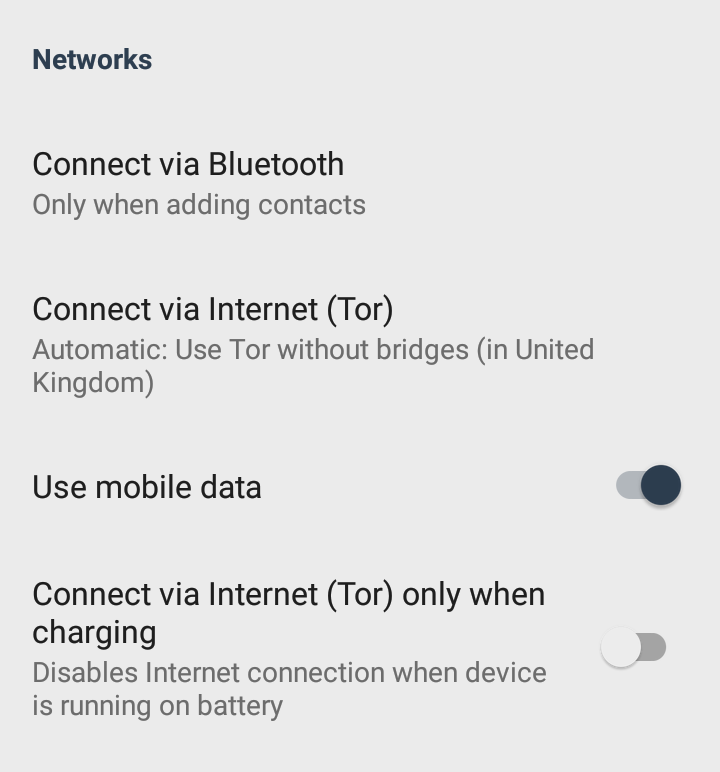 Networks
Connect via Bluetooth
Only when adding contacts
Connect via Internet (Tor)
Automatic: Use Tor without bridges (in United
Kingdom)
Use mobile data
Connect via Internet (Tor) only when
charging
Disables Internet connection when device
is running on battery